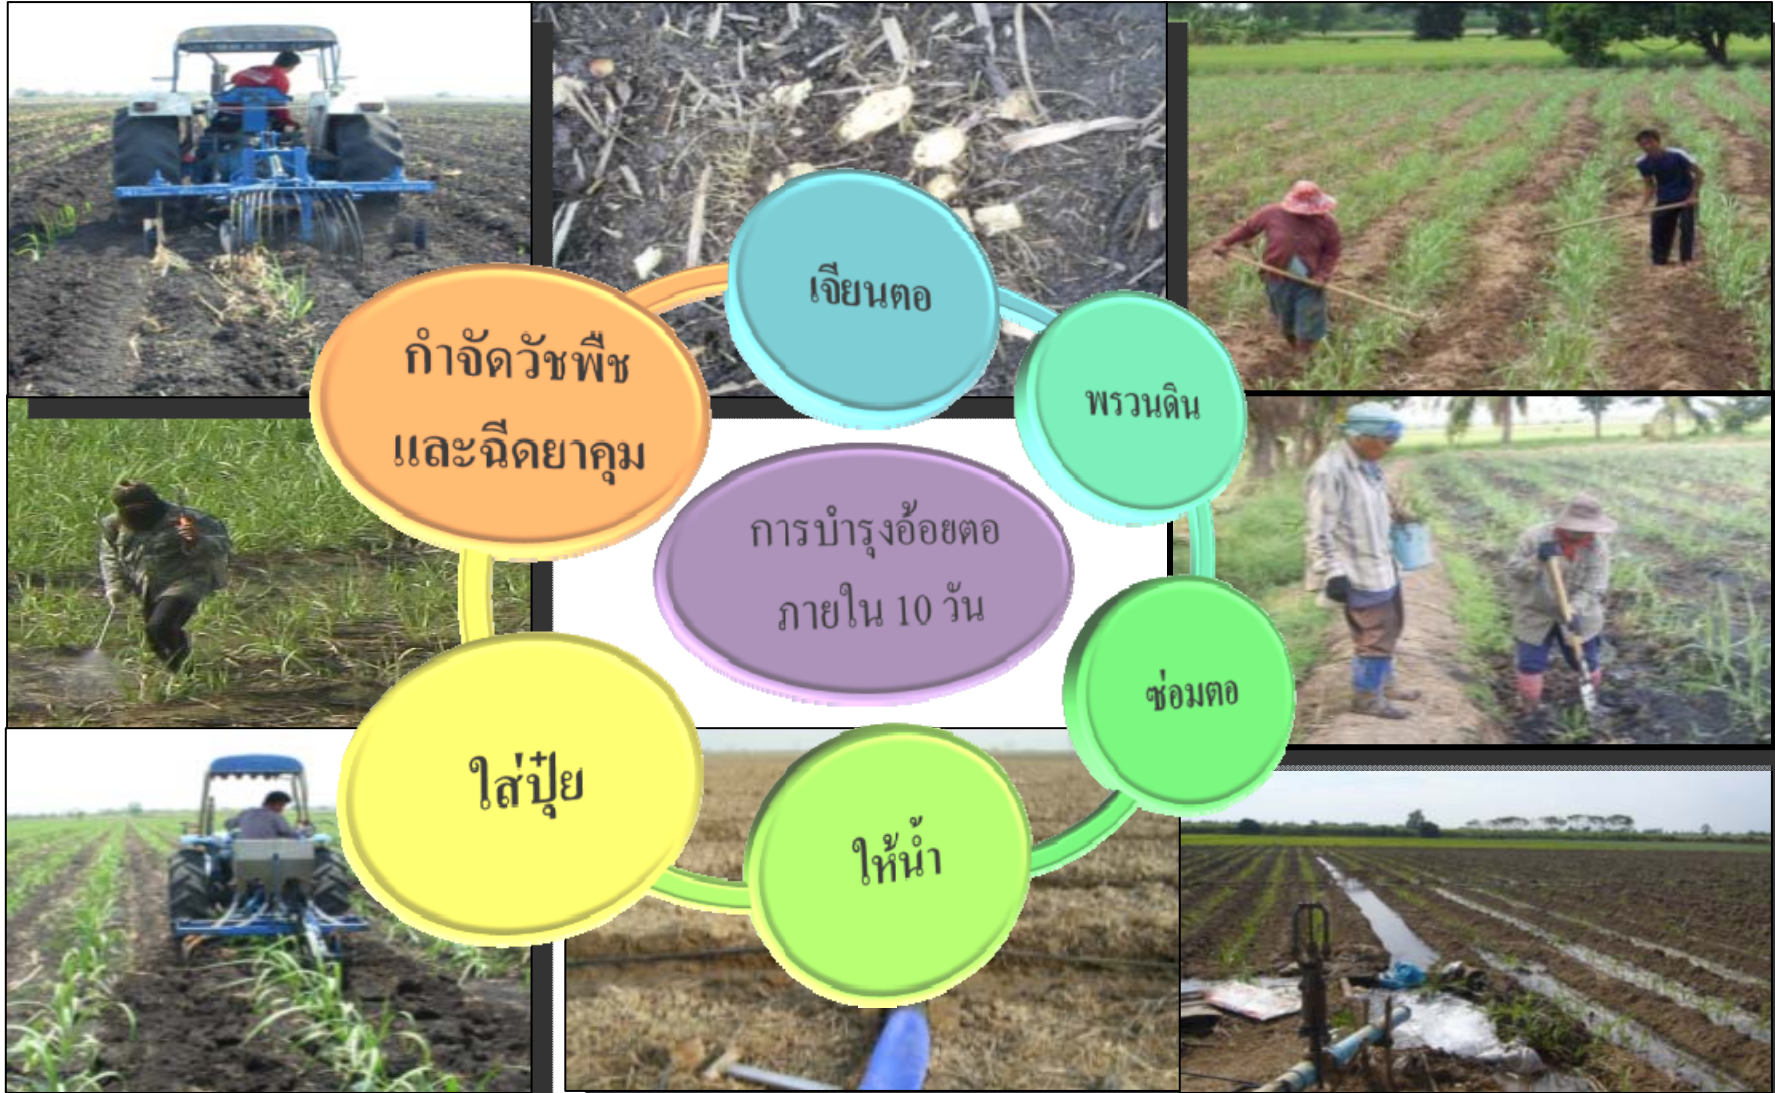 เจียนตอ
กำจัดวัชพืช
และฉีดยาคุม
พรวนดิน
การบำรุงอ้อยตอ
ภายใน 10 วัน
ซ่อมตอ
ใส่ปุ๋ย
ให้น้ำ